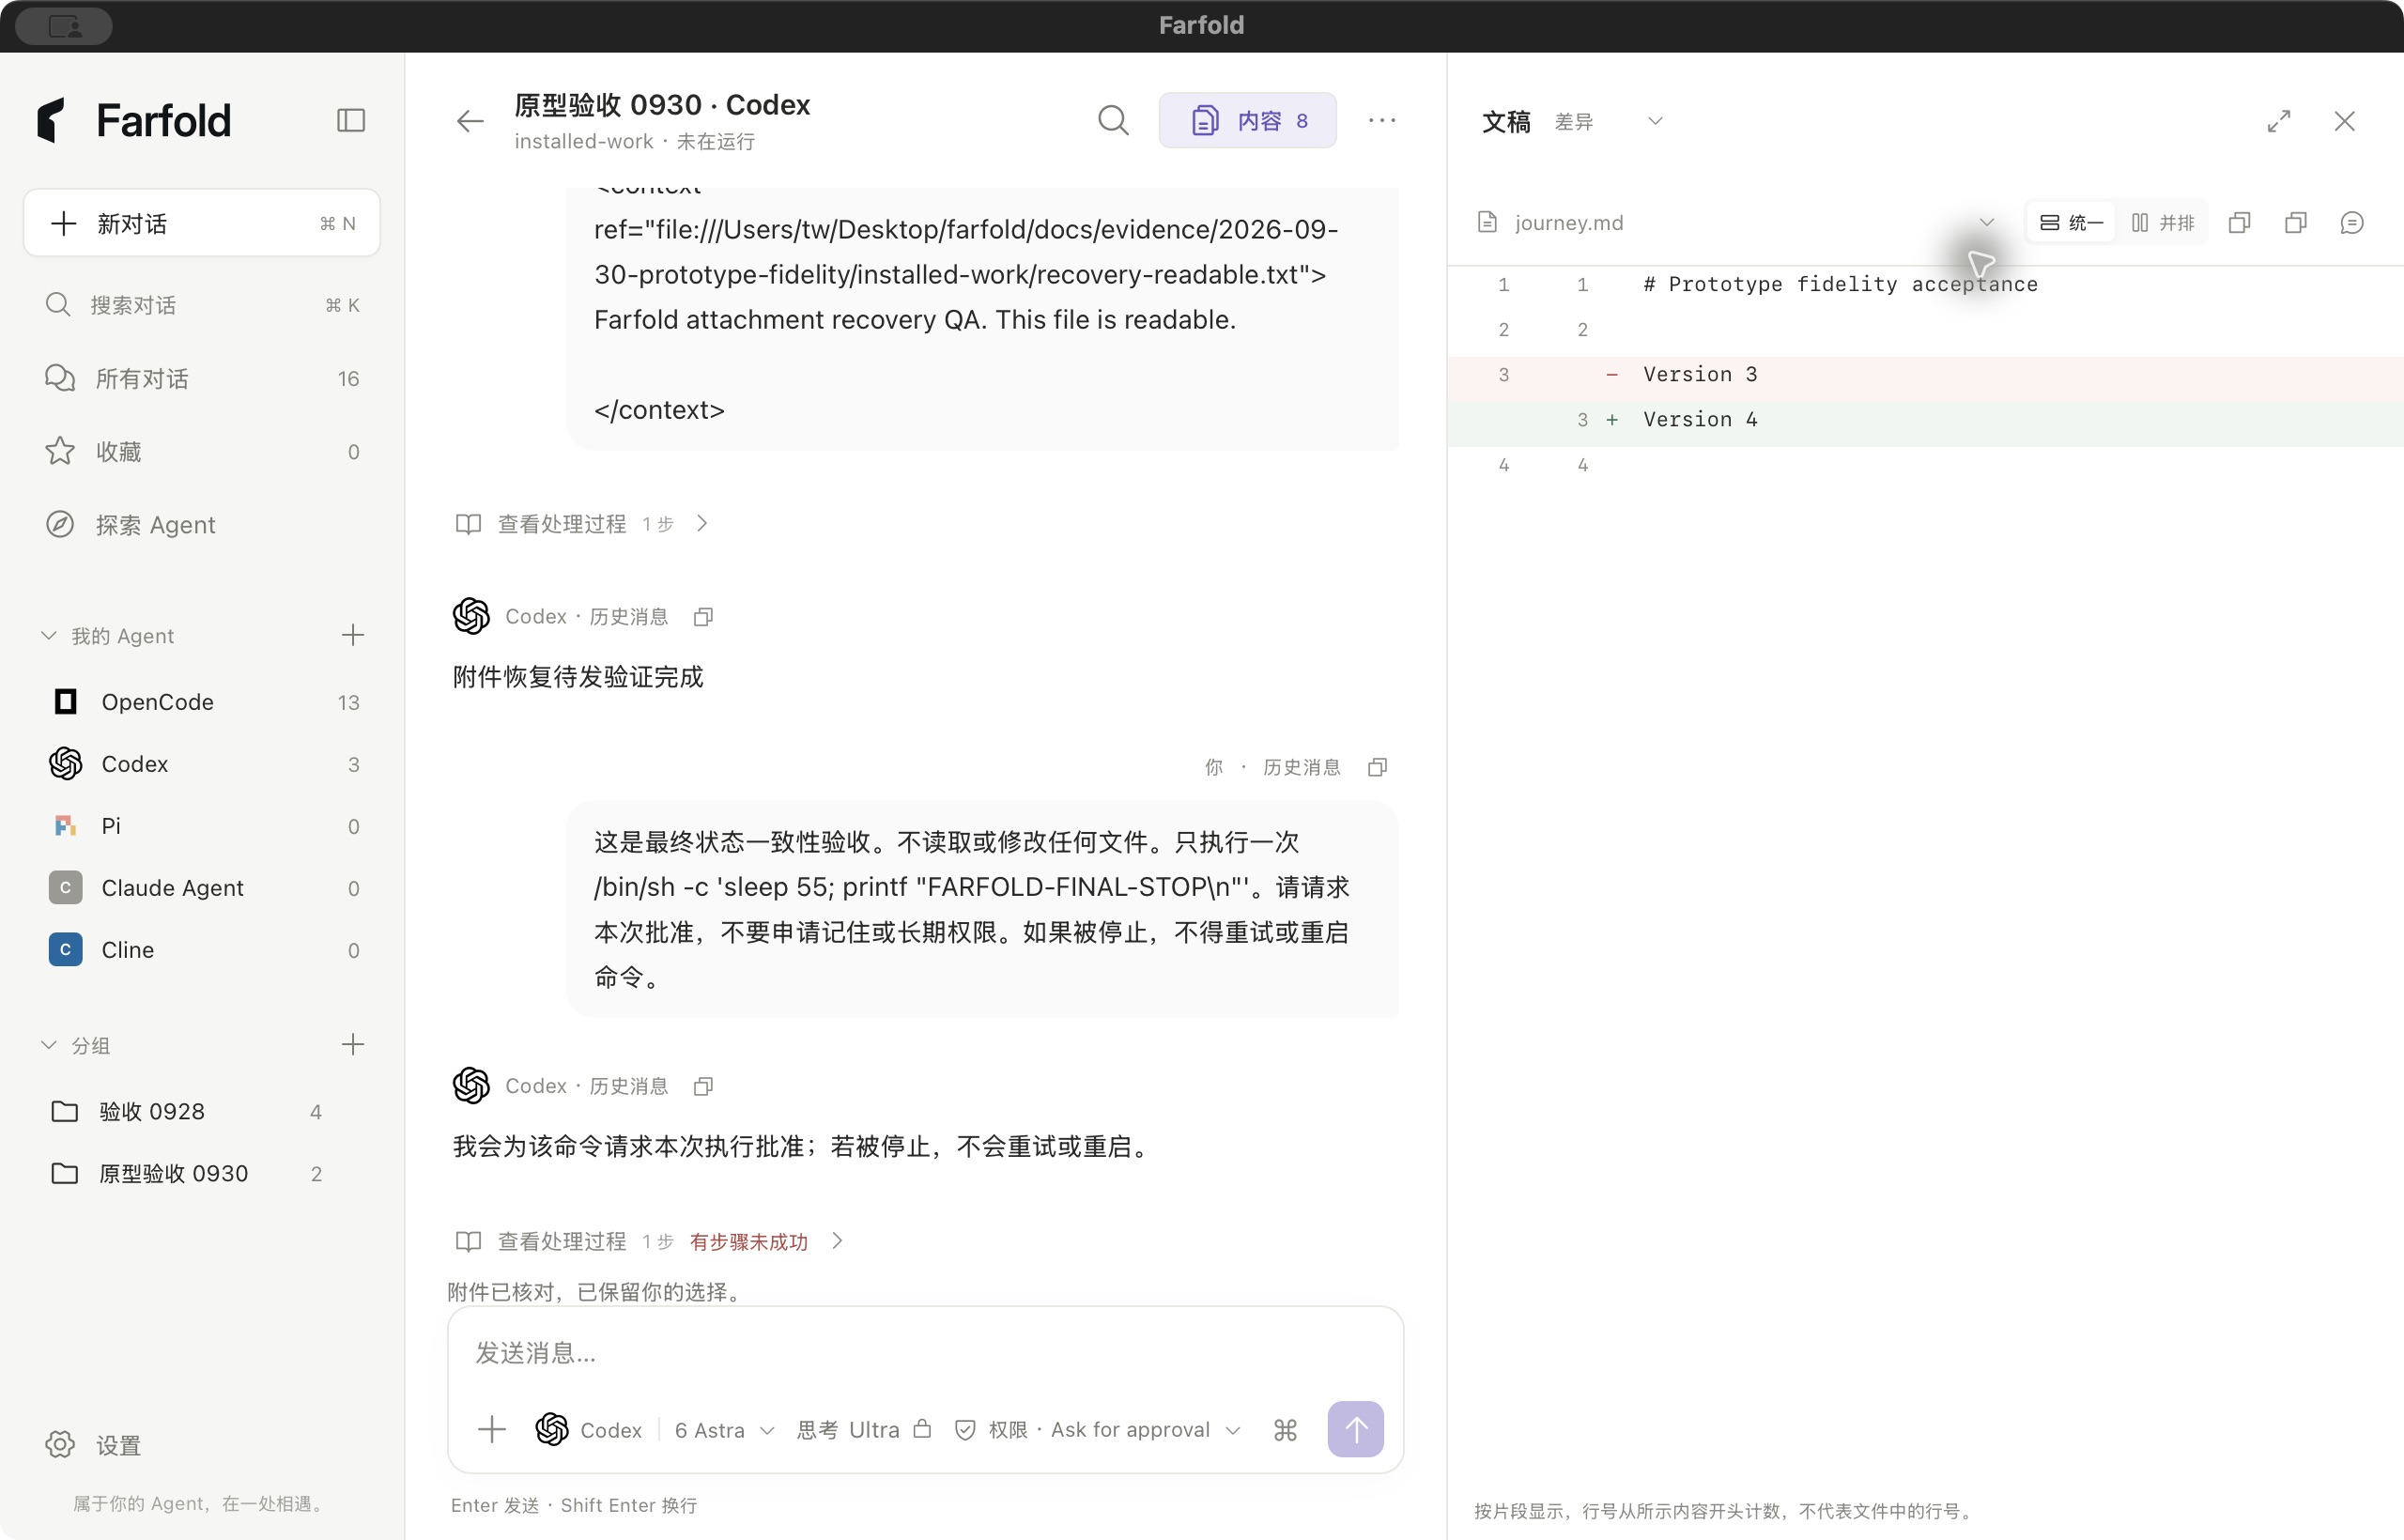 Farfold
Farfold
新对话 ⌘ N
搜索对话 ⌘ K
所有对话 16
收藏 0
探索 Agent
我的 Agent
OpenCode 13
Codex 3
Pi 0
C Claude Agent 0
C Cline 0
分组
验收 0928 4
原型验收 0930 2
设置
属于你的 Agent，在一处相遇。
原型验收 0930 · Codex
installed-work · 未在运行
内容 8
<context
ref="file:///Users/tw/Desktop/farfold/docs/evidence/2026-09-
30-prototype-fidelity/installed-work/recovery-readable.txt">
Farfold attachment recovery QA. This file is readable.
</context>
查看处理过程 1 步
Codex · 历史消息
附件恢复待发验证完成
你 · 历史消息
这是最终状态一致性验收。不读取或修改任何文件。只执行一次
/bin/sh -c 'sleep 55; printf "FARFOLD-FINAL-STOP\n"'。请请求
本次批准，不要申请记住或长期权限。如果被停止，不得重试或重启
命令。
Codex · 历史消息
我会为该命令请求本次执行批准；若被停止，不会重试或重启。
查看处理过程 1 步 有步骤未成功
附件已核对，已保留你的选择。
发送消息...
Codex 6 Astra 思考 Ultra 权限 · Ask for approval ⌘
Enter 发送 · Shift Enter 换行
文稿 差异
journey.md 统一 并排
1 1 # Prototype fidelity acceptance
2 2
3 − Version 3
3 + Version 4
4 4
按片段显示，行号从所示内容开头计数，不代表文件中的行号。